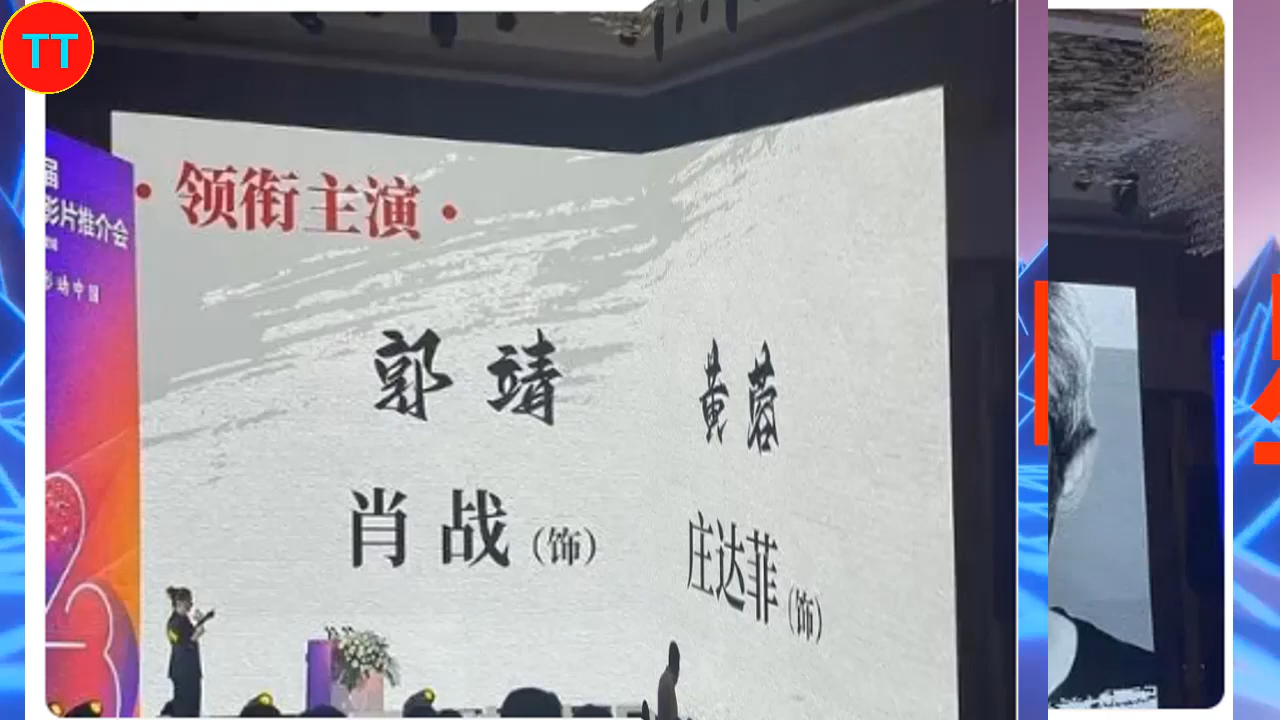 TT
届
影片推介会
影动中国
·领衔主演·
郭靖
黄蓉
肖战（饰）
庄达菲（饰）